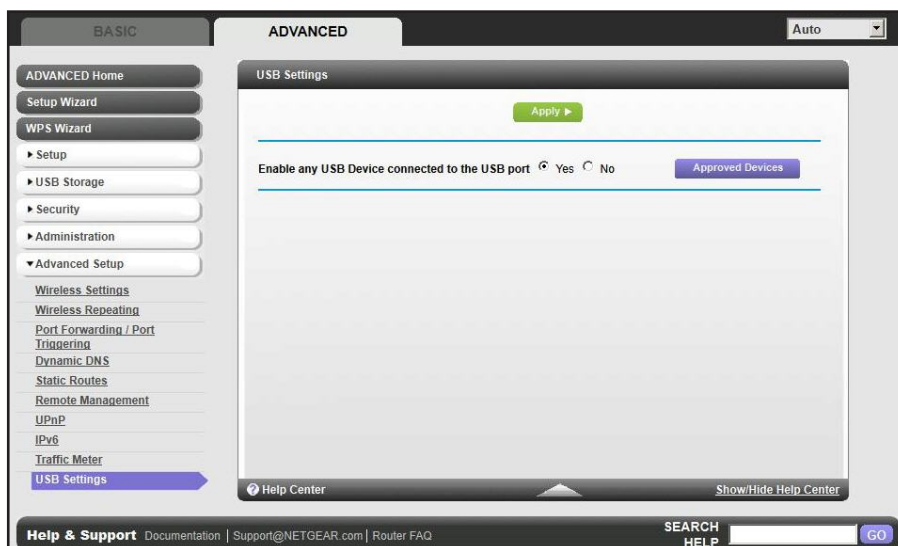 BASIC
ADVANCED
Auto
ADVANCED Home
Setup Wizard
WPS Wizard
Setup
USB Storage
Security
Administration
Advanced Setup
Wireless Settings
Wireless Repeating
Port Forwarding / Port
Triggering
Dynamic DNS
Static Routes
Remote Management
UPnP
IPv6
Traffic Meter
USB Settings
USB Settings
Apply
Enable any USB Device connected to the USB port Yes No
Approved Devices
Help Center
Show/Hide Help Center
Help & Support Documentation | Support@NETGEAR.com | Router FAQ
SEARCH
HELP
GO